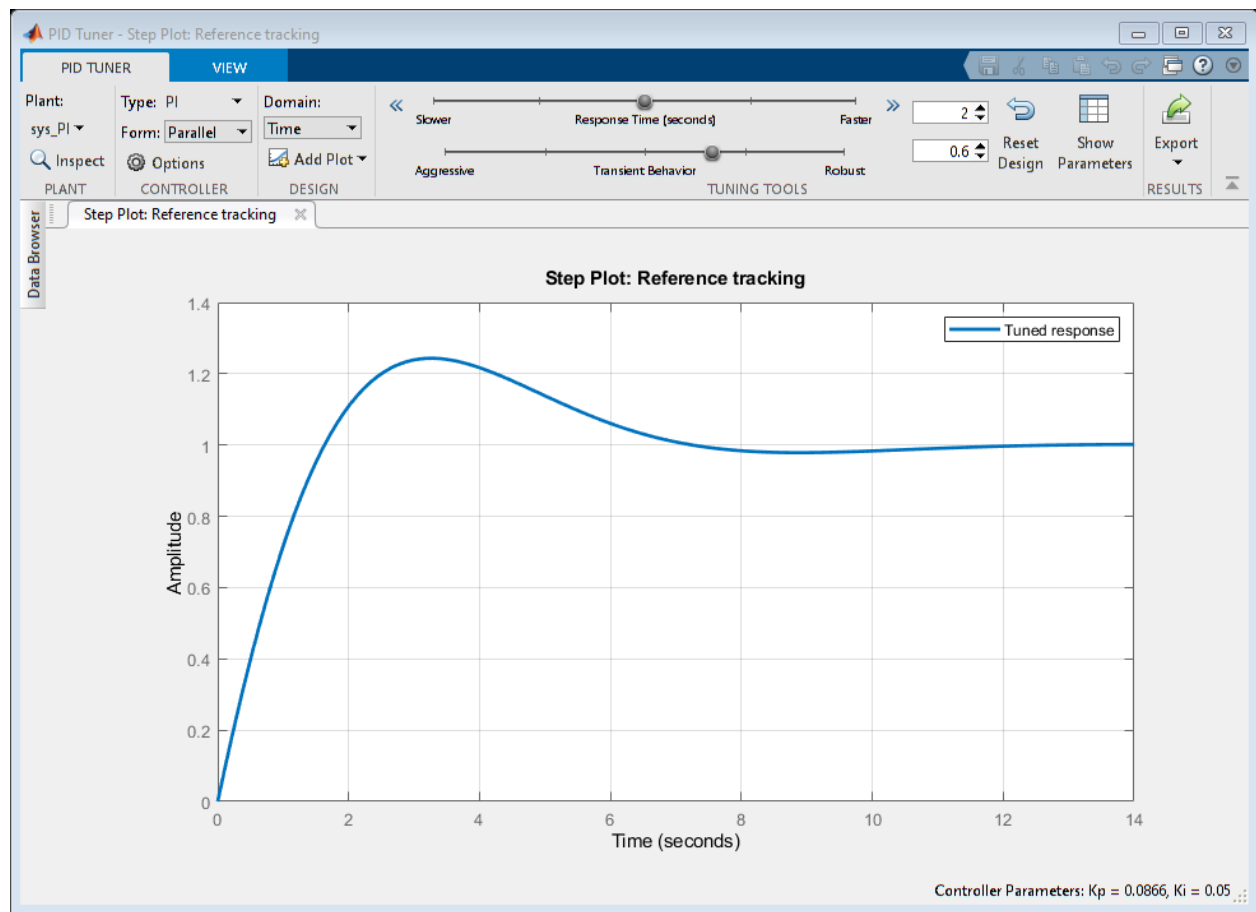 PID Tuner - Step Plot: Reference tracking
PID TUNER VIEW
Plant: Type: PI Domain:
sys_PI Form: Parallel Time
Inspect Options Add Plot
PLANT CONTROLLER DESIGN
Slower Response Time (seconds) Faster 2
Aggressive Transient Behavior Robust 0.6
Reset Design
Show Parameters
Export
TUNING TOOLS RESULTS
Data Browser
Step Plot: Reference tracking
Step Plot: Reference tracking
Tuned response
1.4
1.2
1
0.8
0.6
0.4
0.2
0
Amplitude
0 2 4 6 8 10 12 14
Time (seconds)
Controller Parameters: Kp = 0.0866, Ki = 0.05